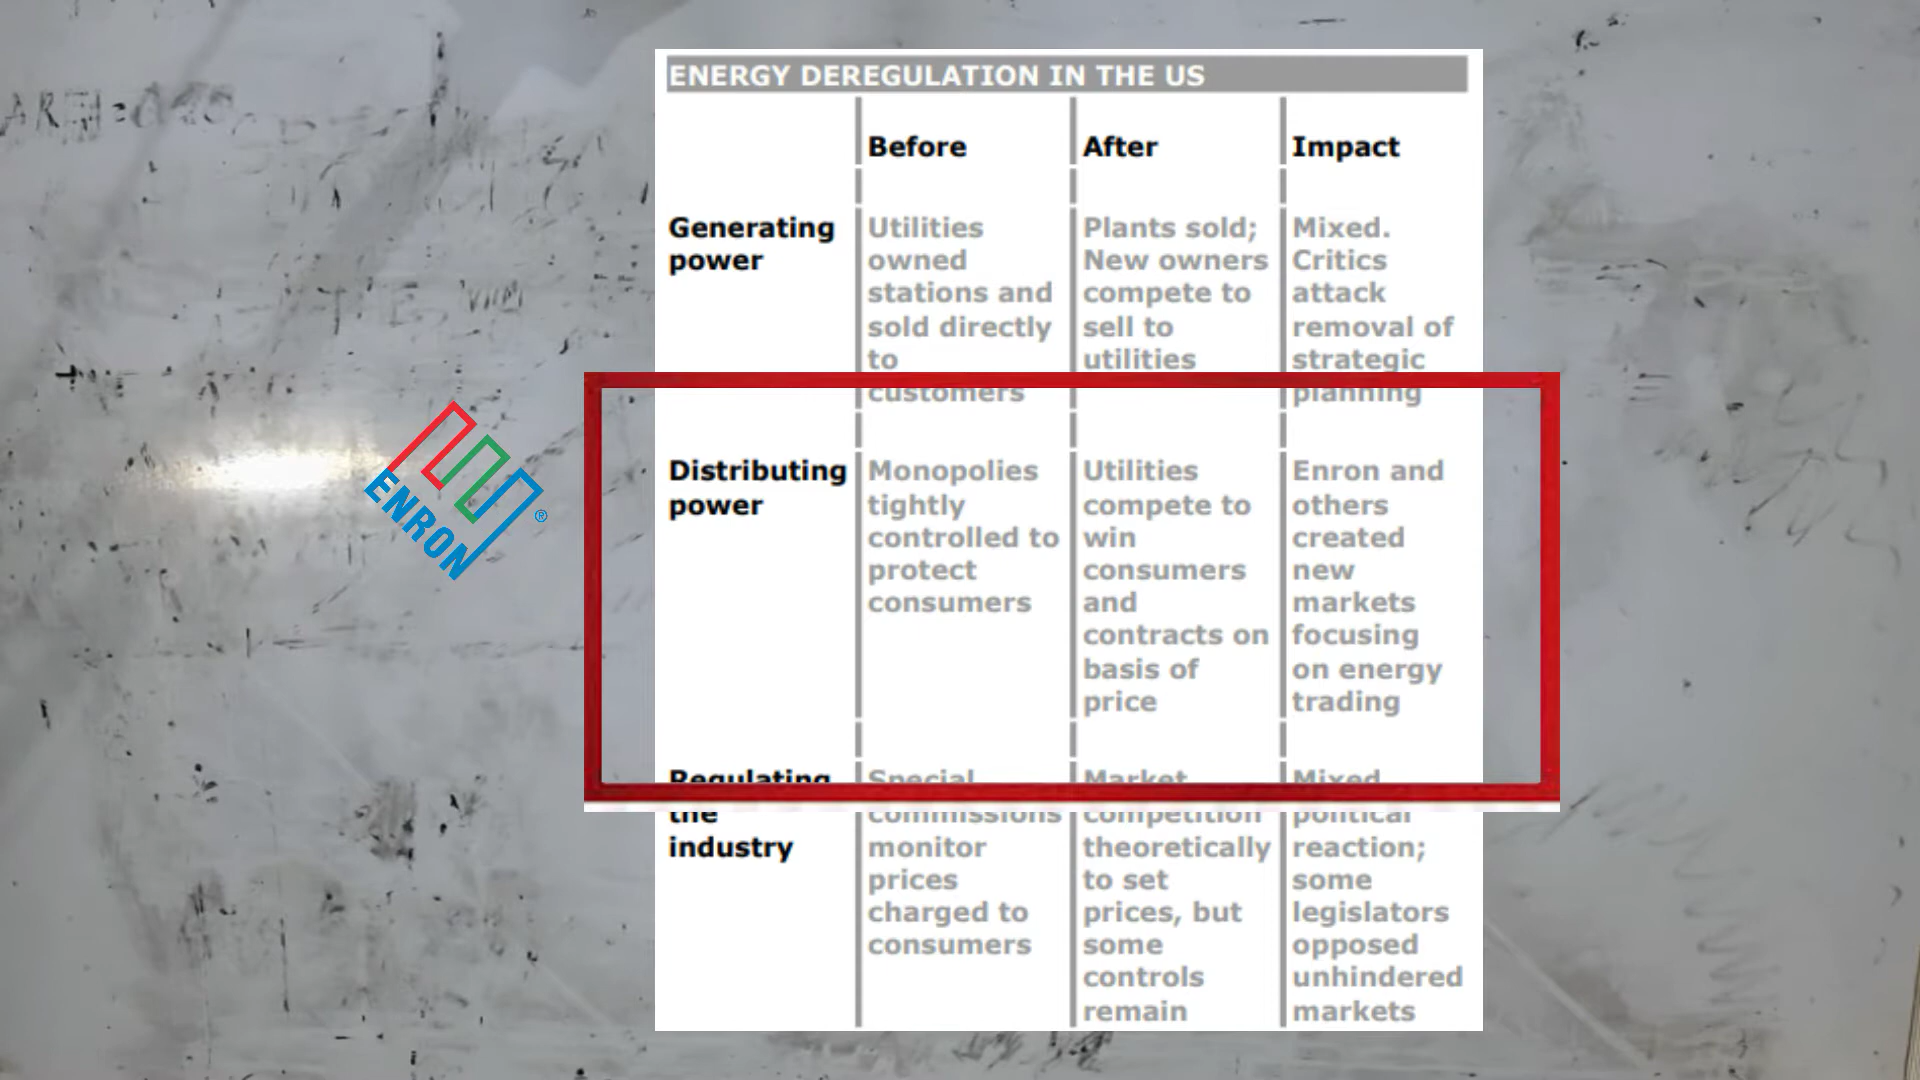 ENERGY DEREGULATION IN THE US
Before
After
Impact
Generating
power
Utilities
owned
stations and
sold directly
to
customers
Plants sold;
New owners
compete to
sell to
utilities
Mixed.
Critics
attack
removal of
strategic
planning
Distributing
power
Monopolies
tightly
controlled to
protect
consumers
Utilities
compete to
win
consumers
and
contracts on
basis of
price
Enron and
others
created
new
markets
focusing
on energy
trading
Regulating
the
industry
Special
commissions
monitor
prices
charged to
consumers
Market
competition
theoretically
to set
prices, but
some
controls
remain
Mixed
political
reaction;
some
legislators
opposed
unhindered
markets
ENRON®